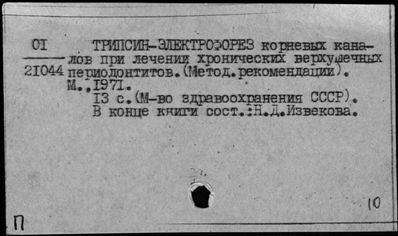 01 ТРИПСИН-ЭЛЕКТРОФОРЕЗ корневых кана-
лов при лечении хронических верхушечных
21044 периодонтитов.(Метод.рекомендации).
М.,1971.
13 с.(М-во здравоохранения СССР).
В конце книги сост.:Н.Д.Извекова.
10
П